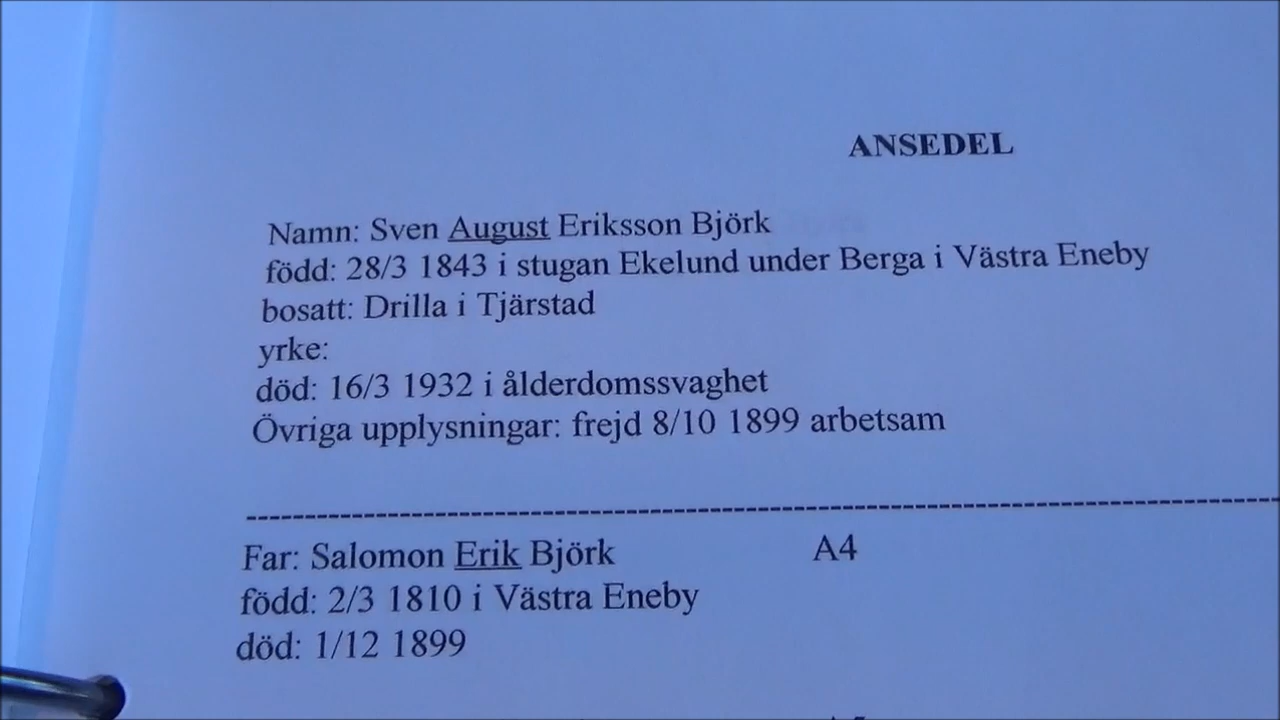 ANSEDEL
Namn: Sven August Eriksson Björk
född: 28/3 1843 i stugan Ekelund under Berga i Västra Eneby
bosatt: Drilla i Tjärstad
yrke:
död: 16/3 1932 i ålderdomssvaghet
Övriga upplysningar: frejd 8/10 1899 arbetsam
Far: Salomon Erik Björk A4
född: 2/3 1810 i Västra Eneby
död: 1/12 1899